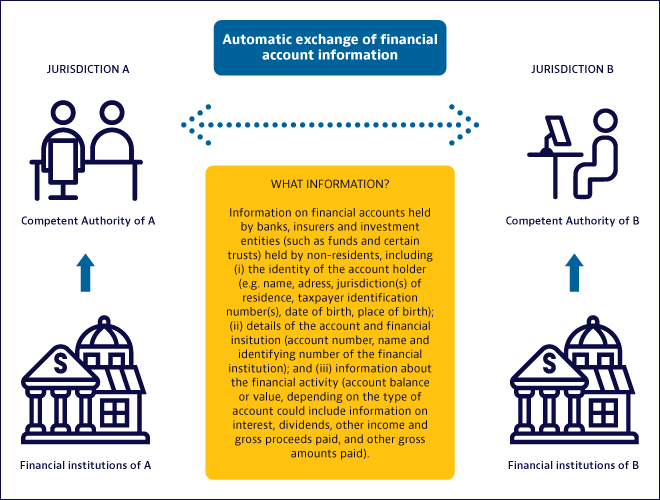 Automatic exchange of financial
account information
JURISDICTION A
JURISDICTION B
Competent Authority of A
Competent Authority of B
WHAT INFORMATION?
Information on financial accounts held
by banks, insurers and investment
entities (such as funds and certain
trusts) held by non-residents, including
(i) the identity of the account holder
(e.g. name, adress, jurisdiction(s) of
residence, taxpayer identification
number(s), date of birth, place of birth);
(ii) details of the account and financial
insitution (account number, name and
identifying number of the financial
institution); and (iii) information about
the financial activity (account balance
or value, depending on the type of
account could include information on
interest, dividends, other income and
gross proceeds paid, and other gross
amounts paid).
$
$
Financial institutions of A
Financial institutions of B